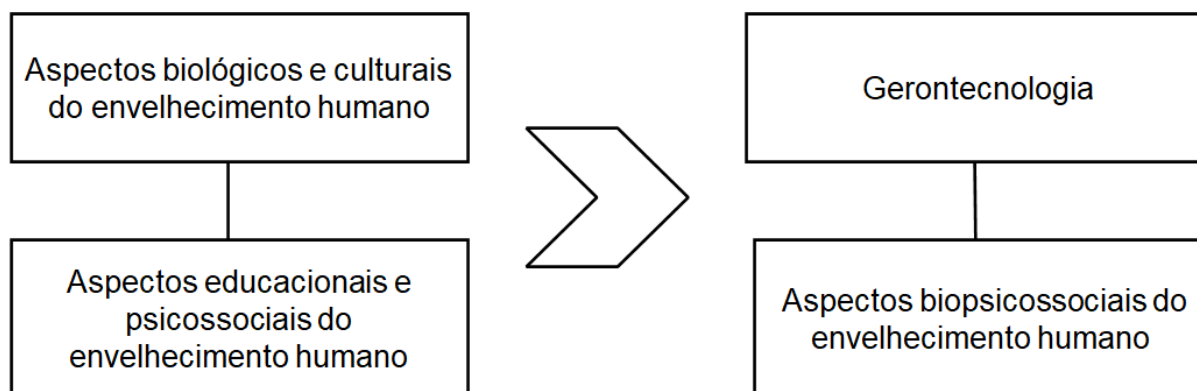 Aspectos biológicos e culturais
do envelhecimento humano
Aspectos educacionais e
psicossociais do
envelhecimento humano
Gerontecnologia
Aspectos biopsicossociais do
envelhecimento humano